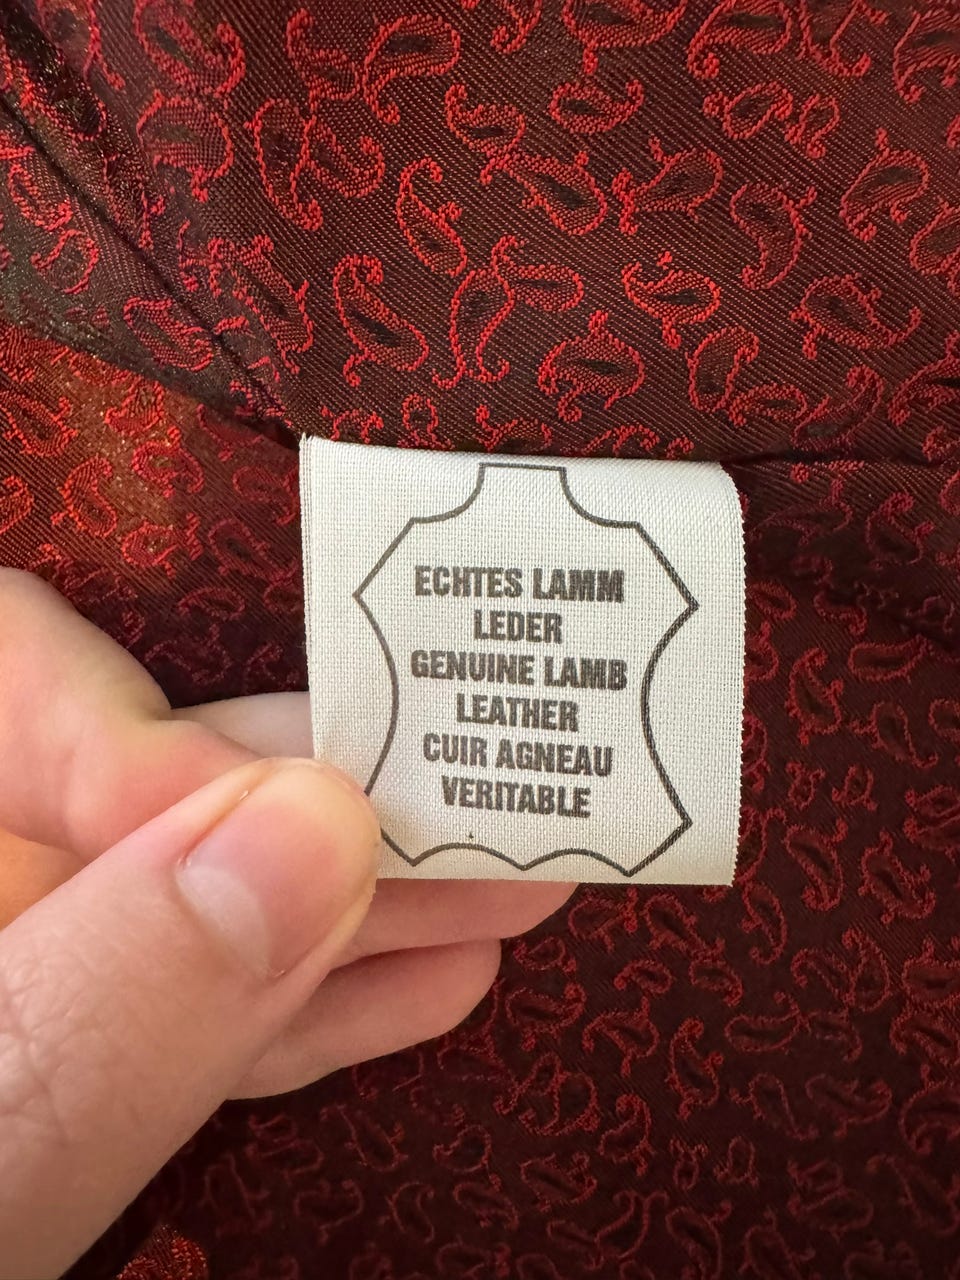 ECHTES LAMM
LEDER
GENUINE LAMB
LEATHER
CUIR AGNEAU
VERITABLE